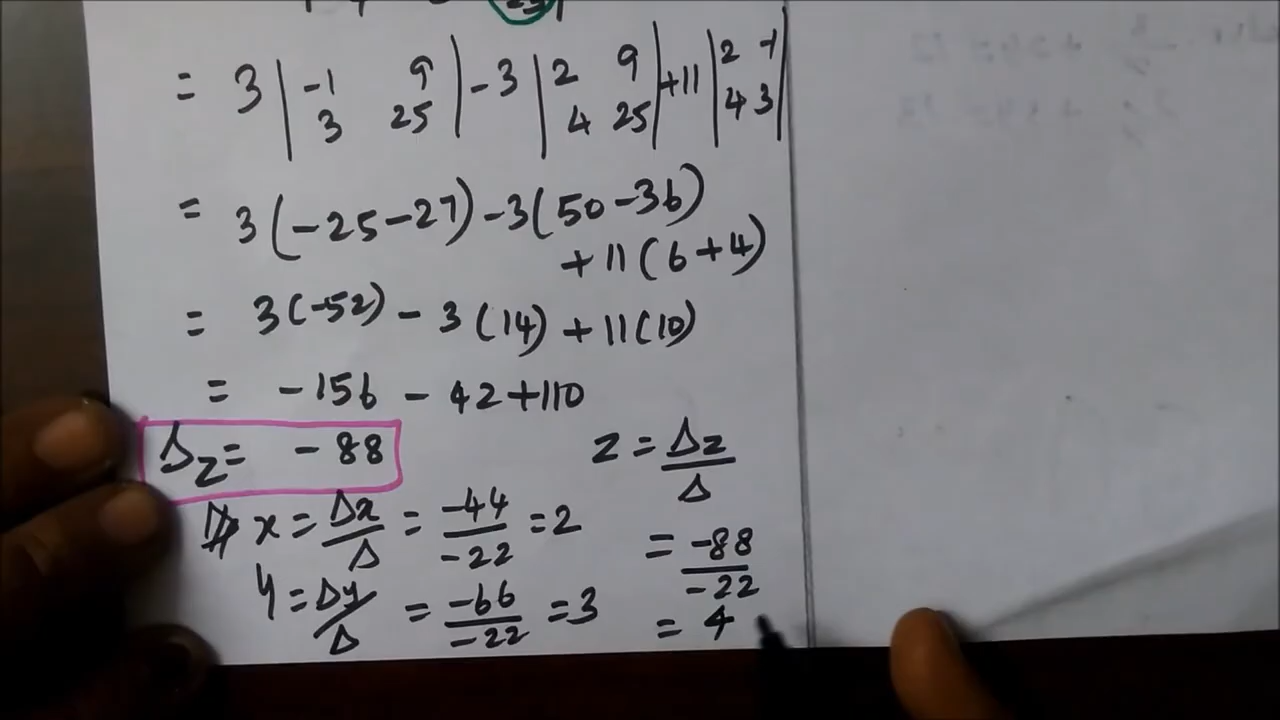 = 3 | -1 9 | - 3 | 2 9 | + 11 | 2 -1 |
| 3 25 | | 4 25 | | 4 3 |
= 3 (-25 - 27) - 3 (50 - 36)
+ 11 (6 + 4)
= 3 (-52) - 3 (14) + 11 (10)
= -156 - 42 + 110
Δz = -88
x = Δx/Δ = -44/-22 = 2
y = Δy/Δ = -66/-22 = 3
z = Δz/Δ
= -88/-22
= 4